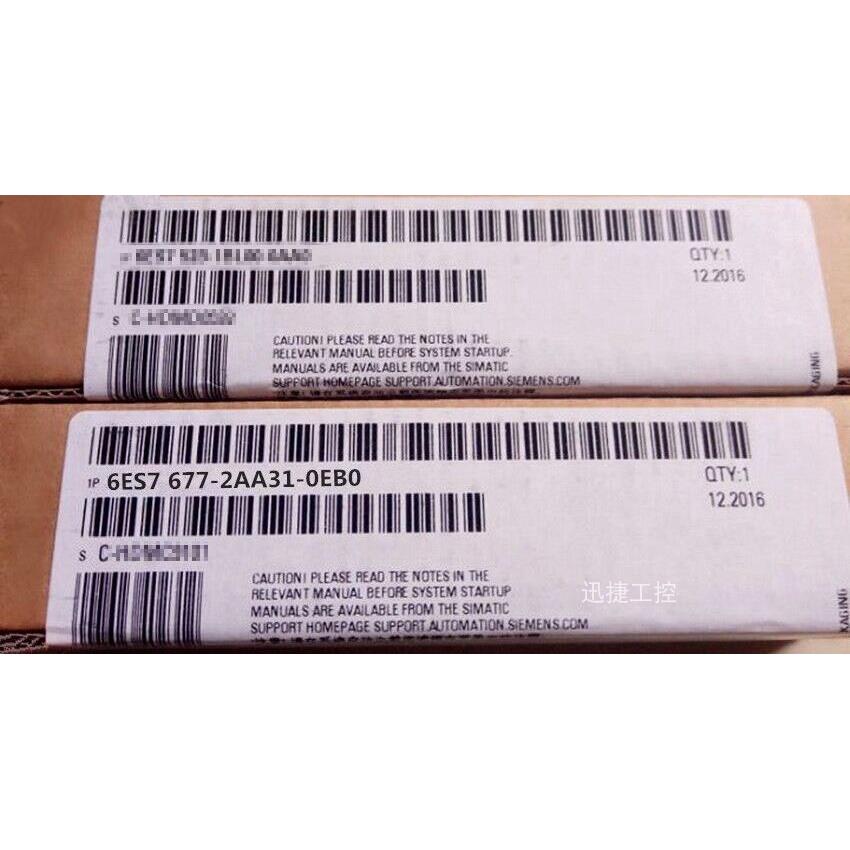 QTY:1
12.2016
S
CAUTION! PLEASE READ THE NOTES IN THE
RELEVANT MANUAL BEFORE SYSTEM STARTUP.
MANUALS ARE AVAILABLE FROM THE SIMATIC
SUPPORT HOMEPAGE SUPPORT.AUTOMATION.SIEMENS.COM
KAGING
1P 6ES7 677-2AA31-0EB0
QTY:1
12.2016
S
CAUTION! PLEASE READ THE NOTES IN THE
RELEVANT MANUAL BEFORE SYSTEM STARTUP.
MANUALS ARE AVAILABLE FROM THE SIMATIC
SUPPORT HOMEPAGE SUPPORT.AUTOMATION.SIEMENS.COM
KAGING
迅捷工控